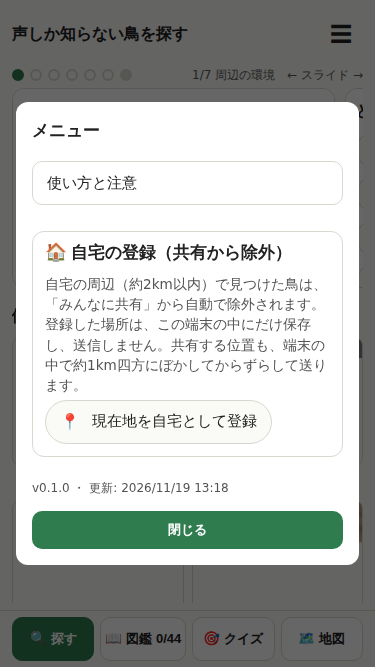 声しか知らない鳥を探す
1/7 周辺の環境 ← スライド →
メニュー
使い方と注意
🏠 自宅の登録（共有から除外）
自宅の周辺（約2km以内）で見つけた鳥は、
「みんなに共有」から自動で除外されます。
登録した場所は、この端末の中にだけ保存
し、送信しません。共有する位置も、端末の
中で約1km四方にぼかしてからずらして送り
ます。
📍 現在地を自宅として登録
v0.1.0 · 更新: 2026/11/19 13:18
閉じる
🔍 探す
📖 図鑑 0/44
🎯 クイズ
🗺️ 地図